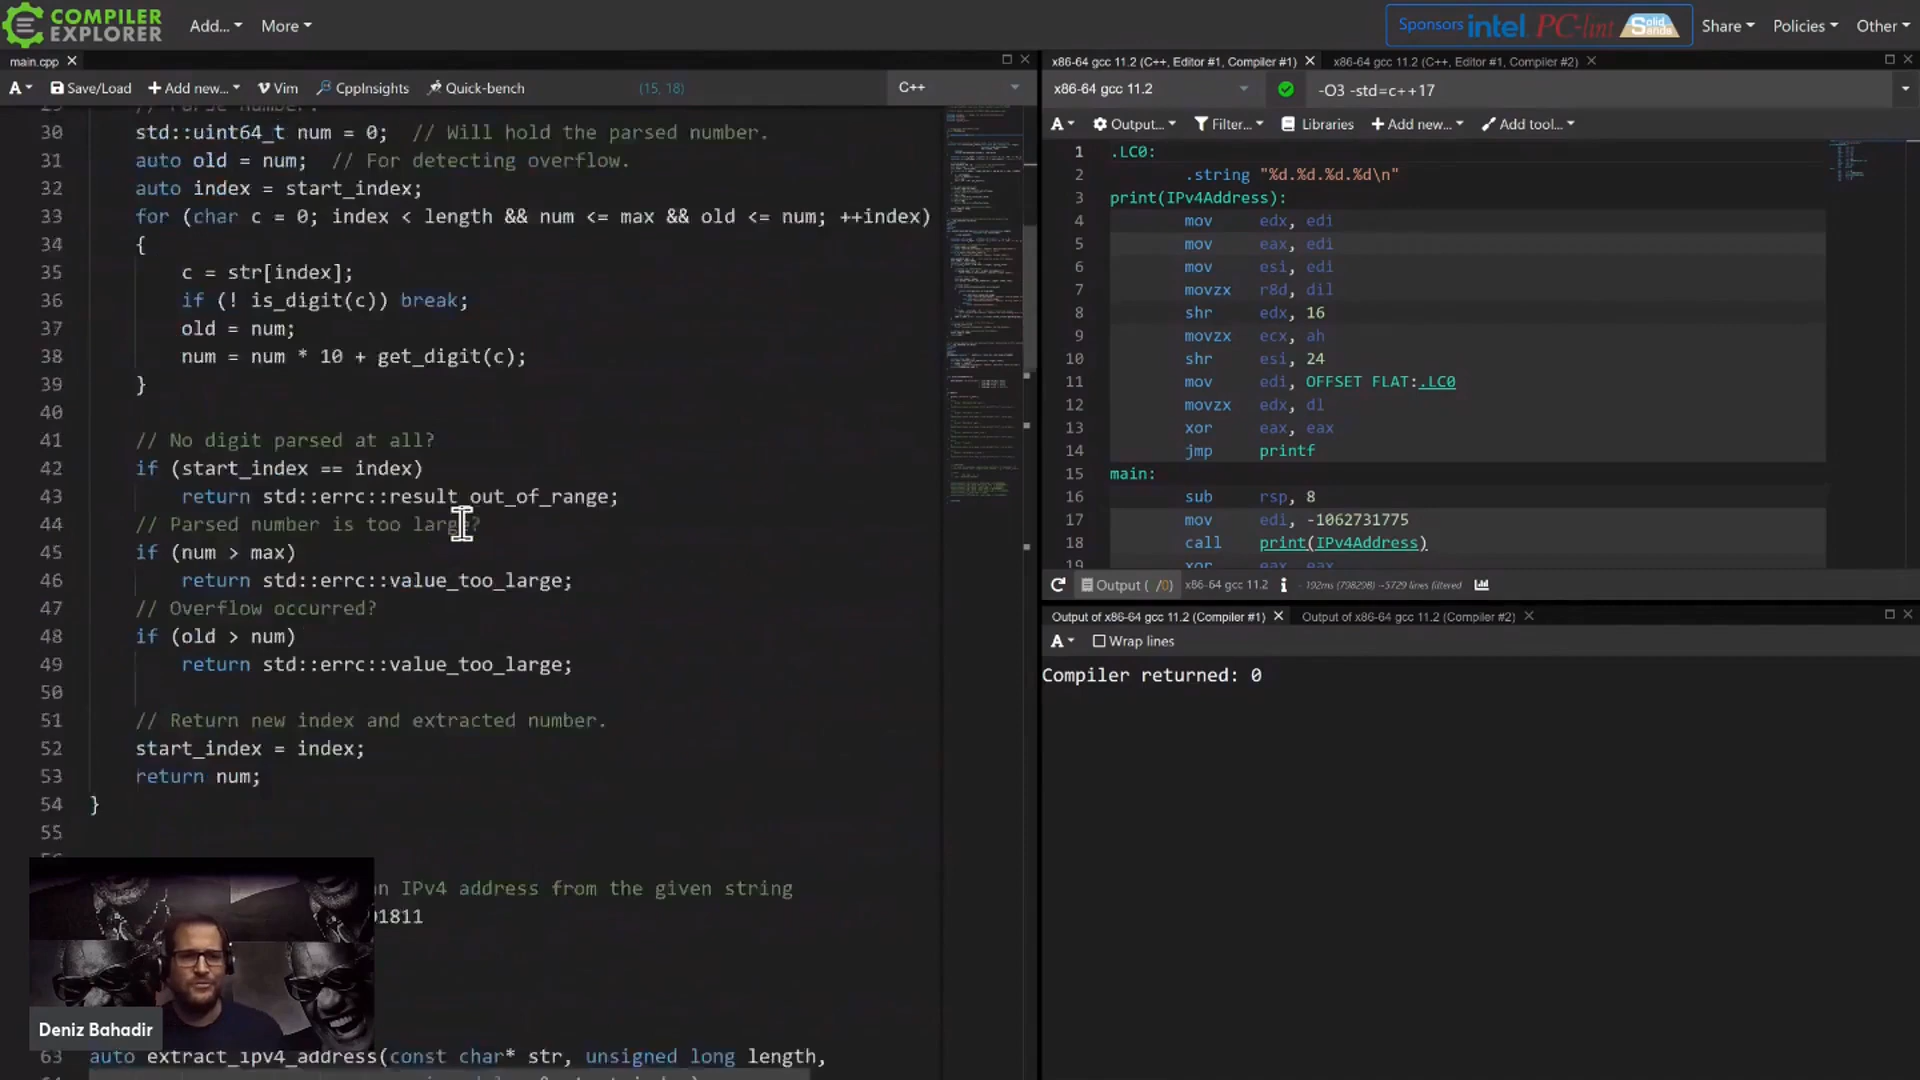 COMPILER
EXPLORER
Add...
More
Sponsors intel PC-lint Solid Sands
Share
Policies
Other
main.cpp
A
Save/Load
+ Add new...
Vim
CppInsights
Quick-bench
(15, 18)
C++
30 std::uint64_t num = 0; // Will hold the parsed number.
31 auto old = num; // For detecting overflow.
32 auto index = start_index;
33 for (char c = 0; index < length && num <= max && old <= num; ++index)
34 {
35 c = str[index];
36 if (! is_digit(c)) break;
37 old = num;
38 num = num * 10 + get_digit(c);
39 }
40
41 // No digit parsed at all?
42 if (start_index == index)
43 return std::errc::result_out_of_range;
44 // Parsed number is too large?
45 if (num > max)
46 return std::errc::value_too_large;
47 // Overflow occurred?
48 if (old > num)
49 return std::errc::value_too_large;
50
51 // Return new index and extracted number.
52 start_index = index;
53 return num;
54 }
55
an IPv4 address from the given string
01811
Deniz Bahadir
63 auto extract_ipv4_address(const char* str, unsigned long length,
x86-64 gcc 11.2 (C++, Editor #1, Compiler #1)
x86-64 gcc 11.2 (C++, Editor #1, Compiler #2)
x86-64 gcc 11.2
-O3 -std=c++17
A
Output...
Filter...
Libraries
+ Add new...
Add tool...
1 .LC0:
2 .string "%d.%d.%d.%d\n"
3 print(IPv4Address):
4 mov edx, edi
5 mov eax, edi
6 mov esi, edi
7 movzx r8d, dil
8 shr edx, 16
9 movzx ecx, ah
10 shr esi, 24
11 mov edi, OFFSET FLAT:.LC0
12 movzx edx, dl
13 xor eax, eax
14 jmp printf
15 main:
16 sub rsp, 8
17 mov edi, -1062731775
18 call print(IPv4Address)
19 xor eax, eax
Output ( /0)
x86-64 gcc 11.2
- 192ms (798298) ~5729 lines filtered
Output of x86-64 gcc 11.2 (Compiler #1)
Output of x86-64 gcc 11.2 (Compiler #2)
A
Wrap lines
Compiler returned: 0